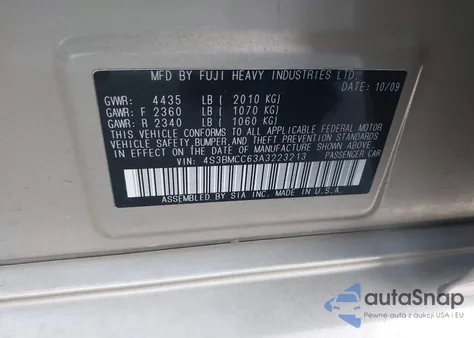 MFD BY FUJI HEAVY INDUSTRIES LTD.
DATE: 10/09
GVWR: 4435 LB ( 2010 KG)
GAWR: F 2360 LB ( 1070 KG)
GAWR: R 2340 LB ( 1060 KG)
THIS VEHICLE CONFORMS TO ALL APPLICABLE FEDERAL MOTOR
VEHICLE SAFETY, BUMPER, AND THEFT PREVENTION STANDARDS
IN EFFECT ON THE DATE OF MANUFACTURE SHOWN ABOVE.
VIN: 4S3BMCC63A3223213 PASSENGER CAR
ASSEMBLED BY SIA INC. MADE IN U.S.A.
autoSnap
Pewne auta z aukcji USA i EU